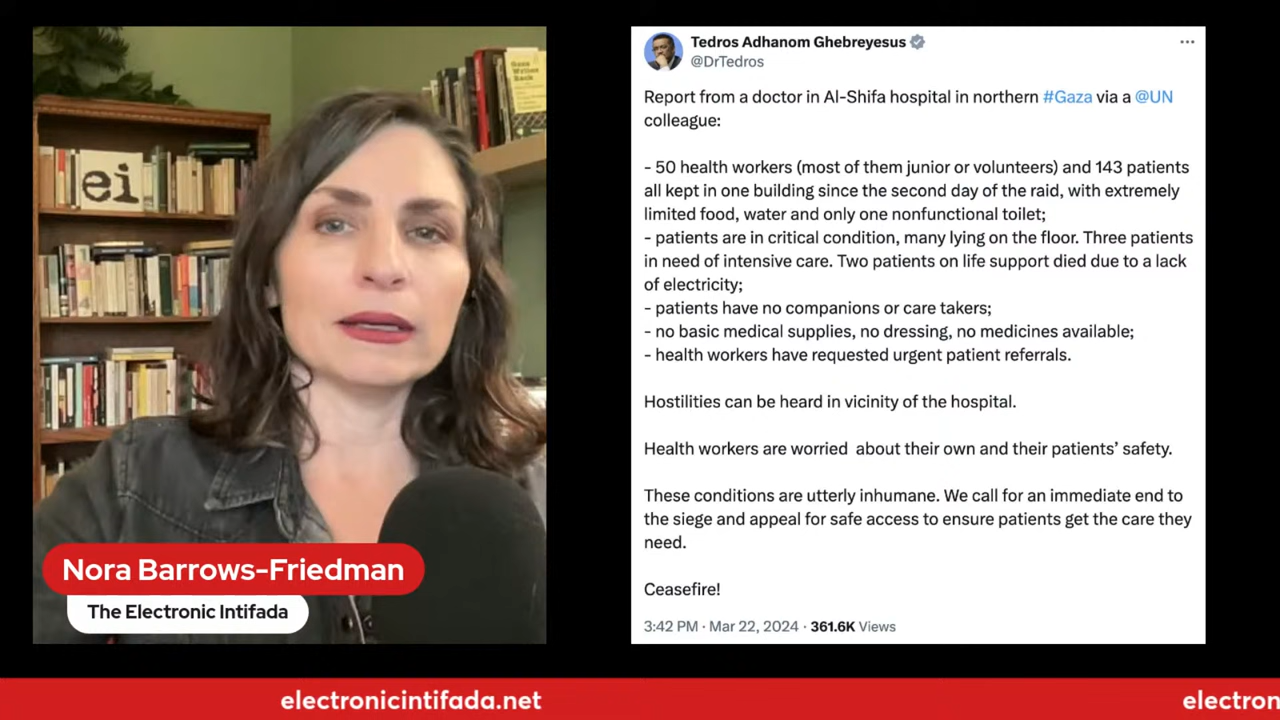 ei
Gaza
Writes
Back
Nora Barrows-Friedman
The Electronic Intifada
Tedros Adhanom Ghebreyesus
@DrTedros
Report from a doctor in Al-Shifa hospital in northern #Gaza via a @UN
colleague:
- 50 health workers (most of them junior or volunteers) and 143 patients
all kept in one building since the second day of the raid, with extremely
limited food, water and only one nonfunctional toilet;
- patients are in critical condition, many lying on the floor. Three patients
in need of intensive care. Two patients on life support died due to a lack
of electricity;
- patients have no companions or care takers;
- no basic medical supplies, no dressing, no medicines available;
- health workers have requested urgent patient referrals.
Hostilities can be heard in vicinity of the hospital.
Health workers are worried  about their own and their patients’ safety.
These conditions are utterly inhumane. We call for an immediate end to
the siege and appeal for safe access to ensure patients get the care they
need.
Ceasefire!
3:42 PM · Mar 22, 2024 · 361.6K Views
electronicintifada.net
electron